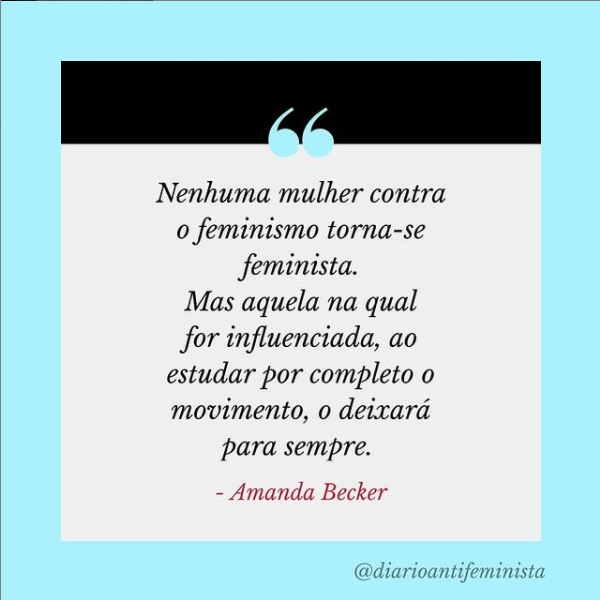 Nenhuma mulher contra
o feminismo torna-se
feminista.
Mas aquela na qual
for influenciada, ao
estudar por completo o
movimento, o deixará
para sempre.
- Amanda Becker
@diarioantifeminista